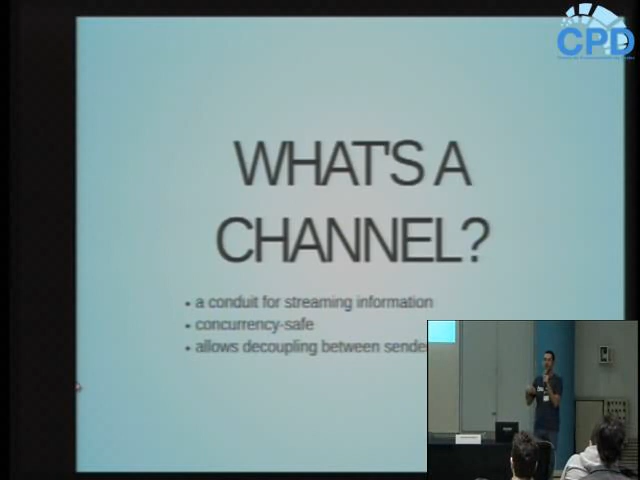 CPD
WHAT'S A
CHANNEL?
• a conduit for streaming information
• concurrency-safe
• allows decoupling between sende